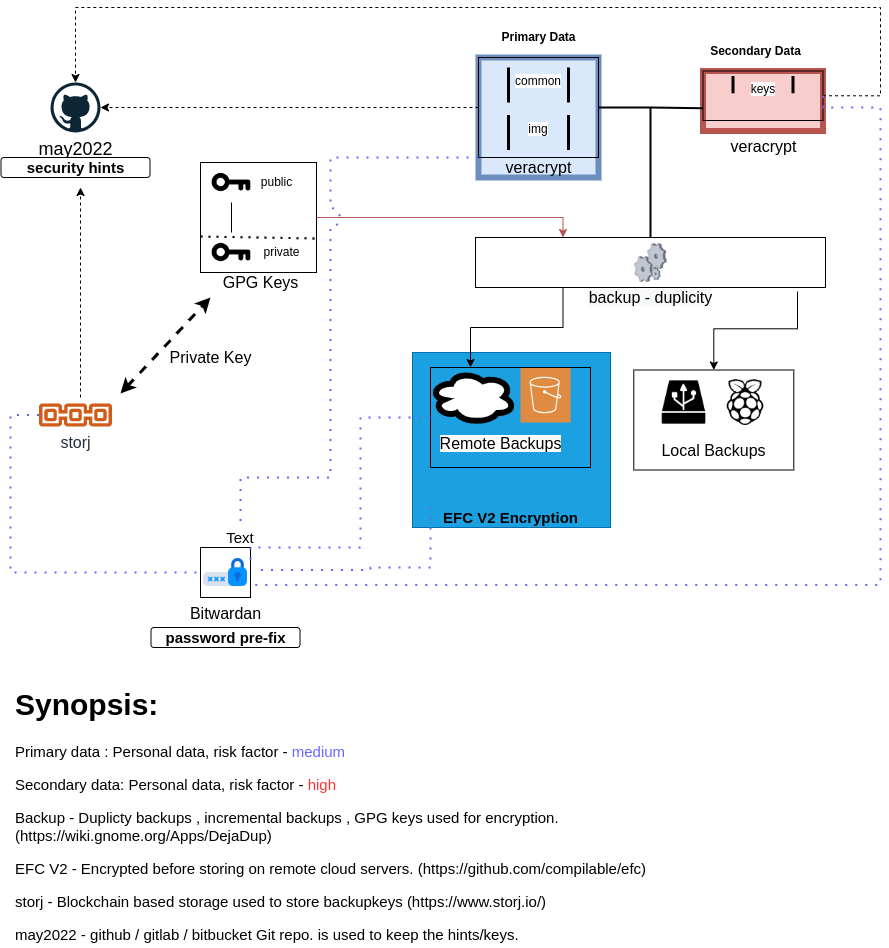 Primary Data
Secondary Data
common
keys
img
may2022
security hints
veracrypt
veracrypt
public
private
GPG Keys
backup - duplicity
Private Key
storj
Remote Backups
Local Backups
EFC V2 Encryption
Text
xxx
Bitwardan
password pre-fix
Synopsis:
Primary data : Personal data, risk factor - medium
Secondary data: Personal data, risk factor - high
Backup - Duplicty backups , incremental backups , GPG keys used for encryption.
(https://wiki.gnome.org/Apps/DejaDup)
EFC V2 - Encrypted before storing on remote cloud servers. (https://github.com/compilable/efc)
storj - Blockchain based storage used to store backupkeys (https://www.storj.io/)
may2022 - github / gitlab / bitbucket Git repo. is used to keep the hints/keys.